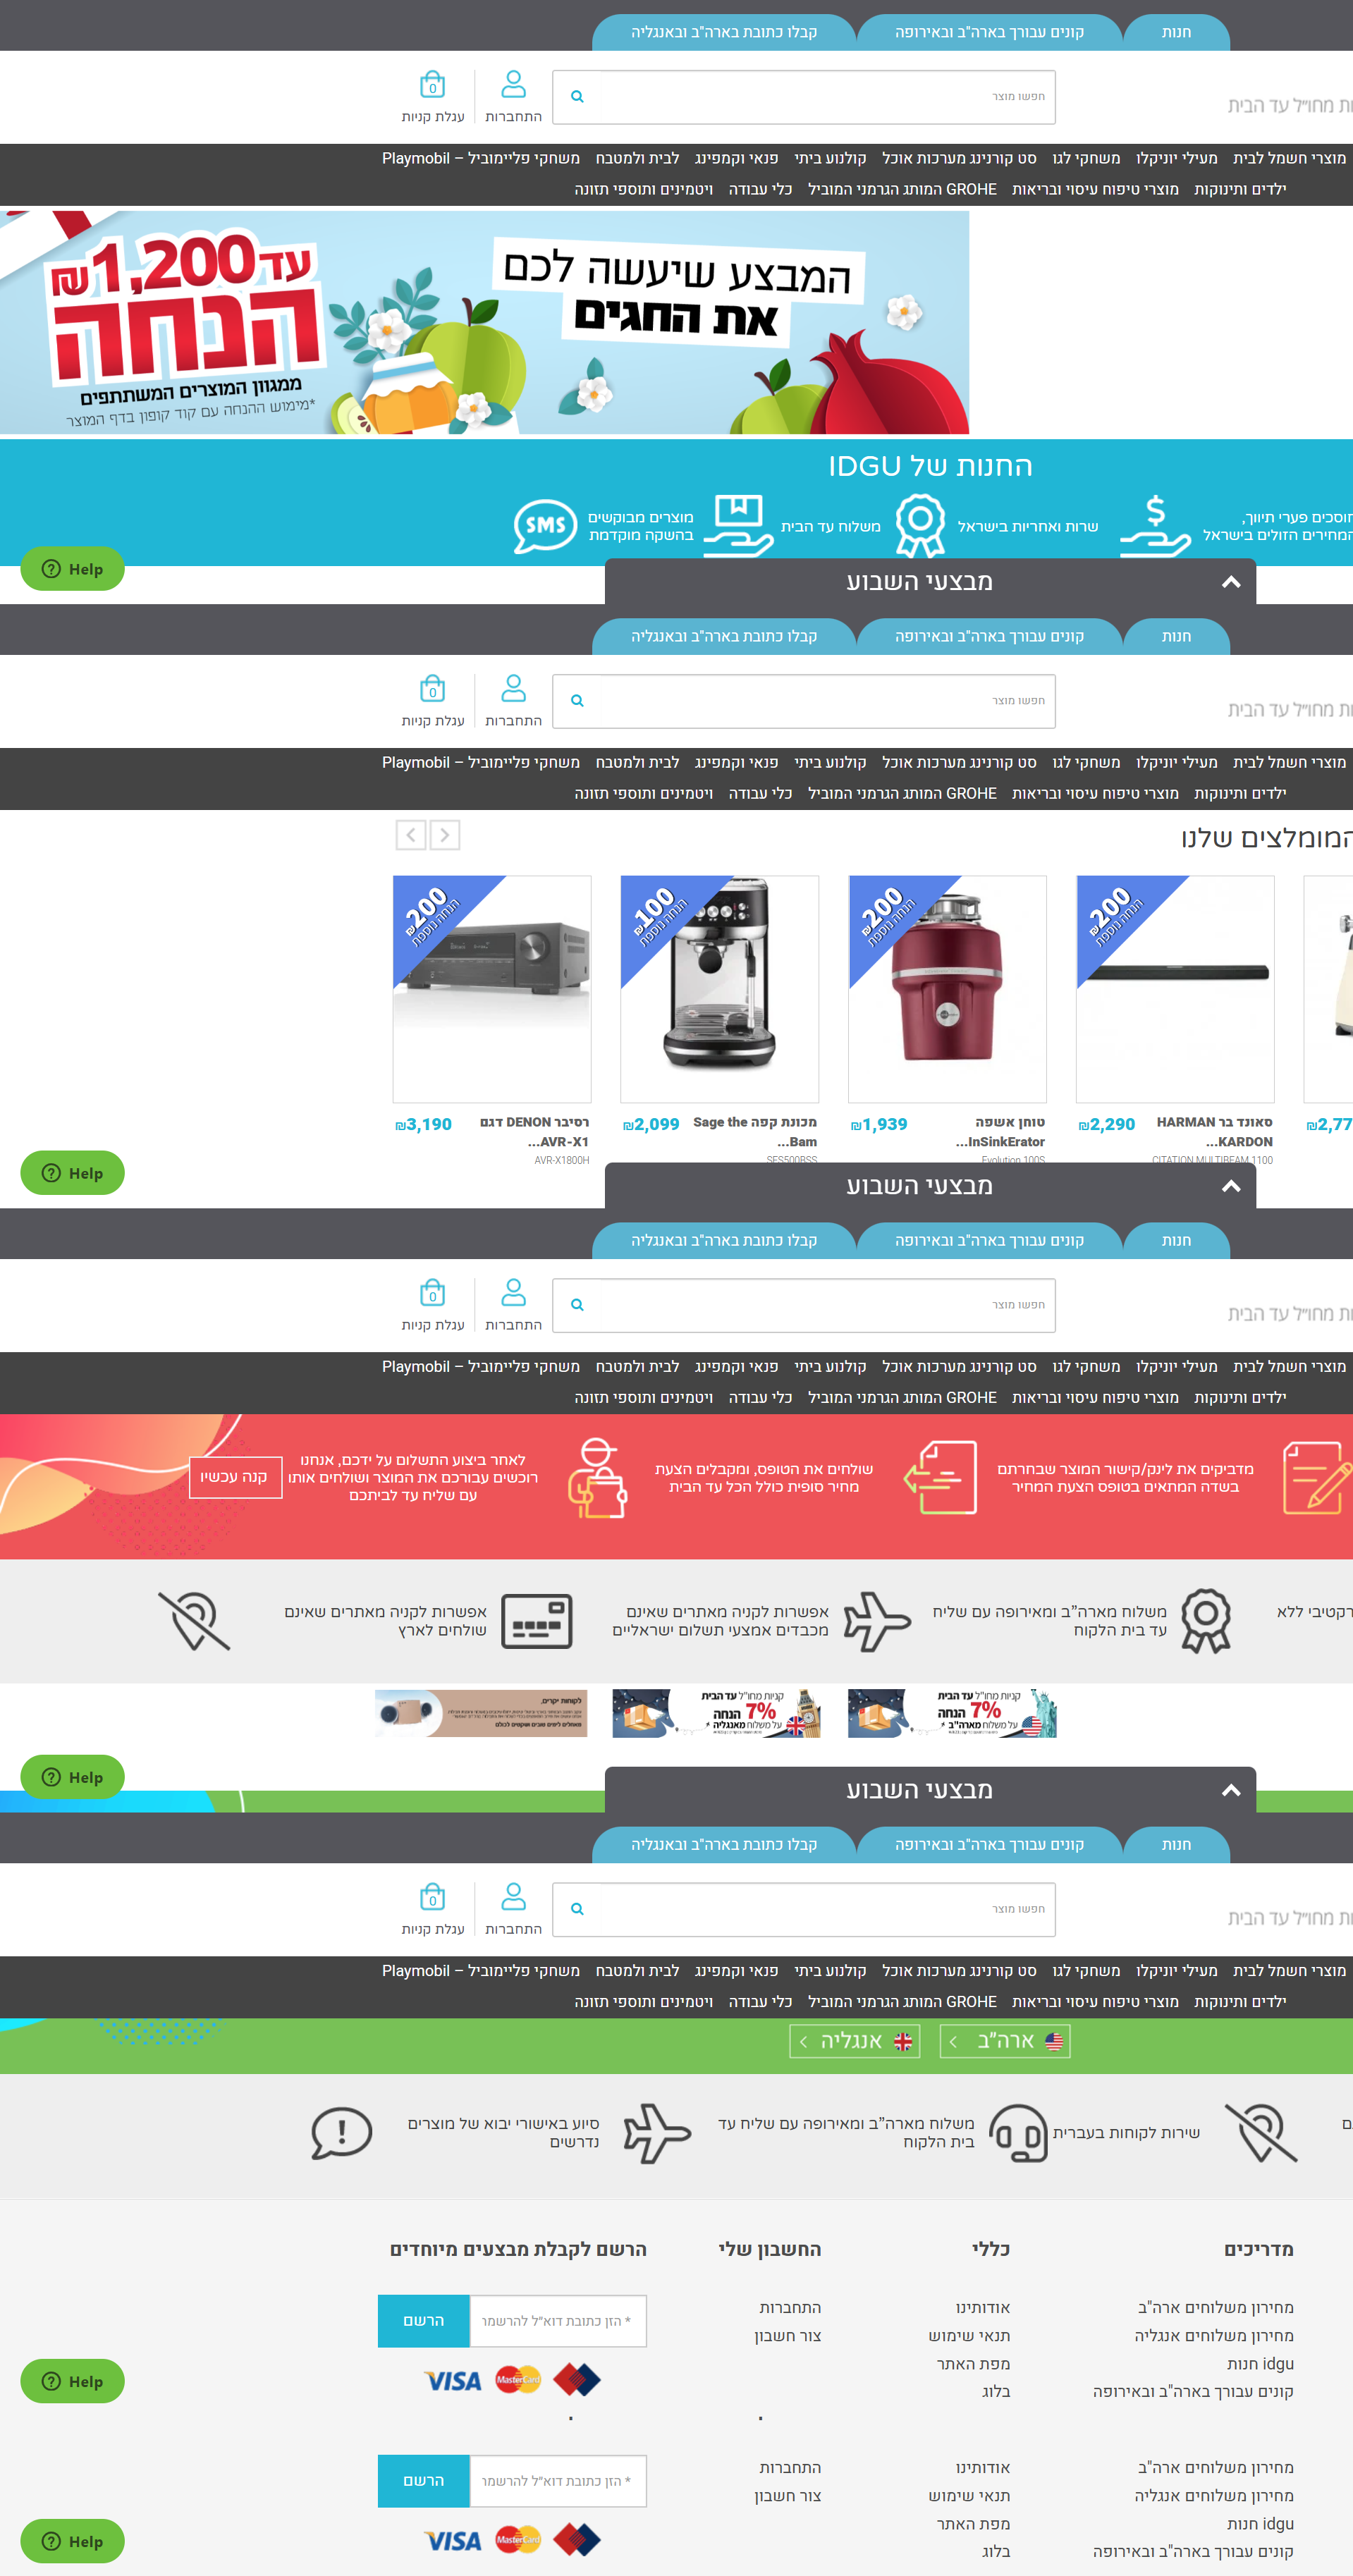 חנות
קונים עבורך בארה"ב ובאירופה
קבלו כתובת בארה"ב ובאנגליה
מחו״ל עד הבית
חפשו מוצר
התחברות
0
עגלת קניות
מוצרי חשמל לבית מעילי יוניקלו משחקי לגו סט קורנינג מערכות אוכל קולנוע ביתי פנאי וקמפינג לבית ולמטבח משחקי פליימוביל – Playmobil
ילדים ותינוקות מוצרי טיפוח עיסוי ובריאות GROHE המותג הגרמני המוביל כלי עבודה ויטמינים ותוספי תזונה
המבצע שיעשה לכם
את החגים
עד 1,200₪
הנחה
ממגוון המוצרים המשתתפים
*מימוש ההנחה עם קוד קופון בדף המוצר
החנות של IDGU
פערי תיווך,
המחירים הזולים בישראל
שרות ואחריות בישראל
משלוח עד הבית
מוצרים מבוקשים
בהשקה מוקדמת
SMS
Help
מבצעי השבוע
חנות
קונים עבורך בארה"ב ובאירופה
קבלו כתובת בארה"ב ובאנגליה
מחו״ל עד הבית
חפשו מוצר
התחברות
0
עגלת קניות
מוצרי חשמל לבית מעילי יוניקלו משחקי לגו סט קורנינג מערכות אוכל קולנוע ביתי פנאי וקמפינג לבית ולמטבח משחקי פליימוביל – Playmobil
ילדים ותינוקות מוצרי טיפוח עיסוי ובריאות GROHE המותג הגרמני המוביל כלי עבודה ויטמינים ותוספי תזונה
המומלצים שלנו
200₪
הנחה נוספת
200₪
הנחה נוספת
100₪
הנחה נוספת
200₪
הנחה נוספת
סאונד בר HARMAN
KARDON...
CITATION MULTIBEAM 1100
₪2,290
טוחן אשפה
InSinkErator...
Evolution 100S
₪1,939
מכונת קפה Sage the
Bam...
SES500BSS
₪2,099
רסיבר DENON דגם
AVR-X1...
AVR-X1800H
₪3,190
Help
מבצעי השבוע
חנות
קונים עבורך בארה"ב ובאירופה
קבלו כתובת בארה"ב ובאנגליה
מחו״ל עד הבית
חפשו מוצר
התחברות
0
עגלת קניות
מוצרי חשמל לבית מעילי יוניקלו משחקי לגו סט קורנינג מערכות אוכל קולנוע ביתי פנאי וקמפינג לבית ולמטבח משחקי פליימוביל – Playmobil
ילדים ותינוקות מוצרי טיפוח עיסוי ובריאות GROHE המותג הגרמני המוביל כלי עבודה ויטמינים ותוספי תזונה
מדביקים את לינק/קישור המוצר שבחרתם
בשדה המתאים בטופס הצעת המחיר
שולחים את הטופס, ומקבלים הצעת
מחיר סופית כולל הכל עד הבית
לאחר ביצוע התשלום על ידכם, אנחנו
רוכשים עבורכם את המוצר ושולחים אותו
עם שליח עד לביתכם
קנה עכשיו
ללא
משלוח מארה"ב ומאירופה עם שליח
עד בית הלקוח
אפשרות לקניה מאתרים שאינם
מכבדים אמצעי תשלום ישראליים
אפשרות לקניה מאתרים שאינם
שולחים לארץ
קניות מחו"ל עד הבית
7% הנחה
על משלוח מארה"ב
קניות מחו"ל עד הבית
7% הנחה
על משלוח מאנגליה
לקוחות יקרים,
Help
מבצעי השבוע
חנות
קונים עבורך בארה"ב ובאירופה
קבלו כתובת בארה"ב ובאנגליה
מחו״ל עד הבית
חפשו מוצר
התחברות
0
עגלת קניות
מוצרי חשמל לבית מעילי יוניקלו משחקי לגו סט קורנינג מערכות אוכל קולנוע ביתי פנאי וקמפינג לבית ולמטבח משחקי פליימוביל – Playmobil
ילדים ותינוקות מוצרי טיפוח עיסוי ובריאות GROHE המותג הגרמני המוביל כלי עבודה ויטמינים ותוספי תזונה
ארה״ב
אנגליה
שירות לקוחות בעברית
משלוח מארה"ב ומאירופה עם שליח עד
בית הלקוח
סיוע באישורי יבוא של מוצרים
נדרשים
מדריכים
כללי
החשבון שלי
הרשם לקבלת מבצעים מיוחדים
מחירון משלוחים ארה"ב
מחירון משלוחים אנגליה
idgu חנות
קונים עבורך בארה"ב ובאירופה
אודותינו
תנאי שימוש
מפת האתר
בלוג
התחברות
צור חשבון
* הזן כתובת דוא״ל להרשמה
הרשם
MasterCard
VISA
Help
מחירון משלוחים ארה"ב
מחירון משלוחים אנגליה
idgu חנות
קונים עבורך בארה"ב ובאירופה
אודותינו
תנאי שימוש
מפת האתר
בלוג
התחברות
צור חשבון
* הזן כתובת דוא״ל להרשמה
הרשם
MasterCard
VISA
Help